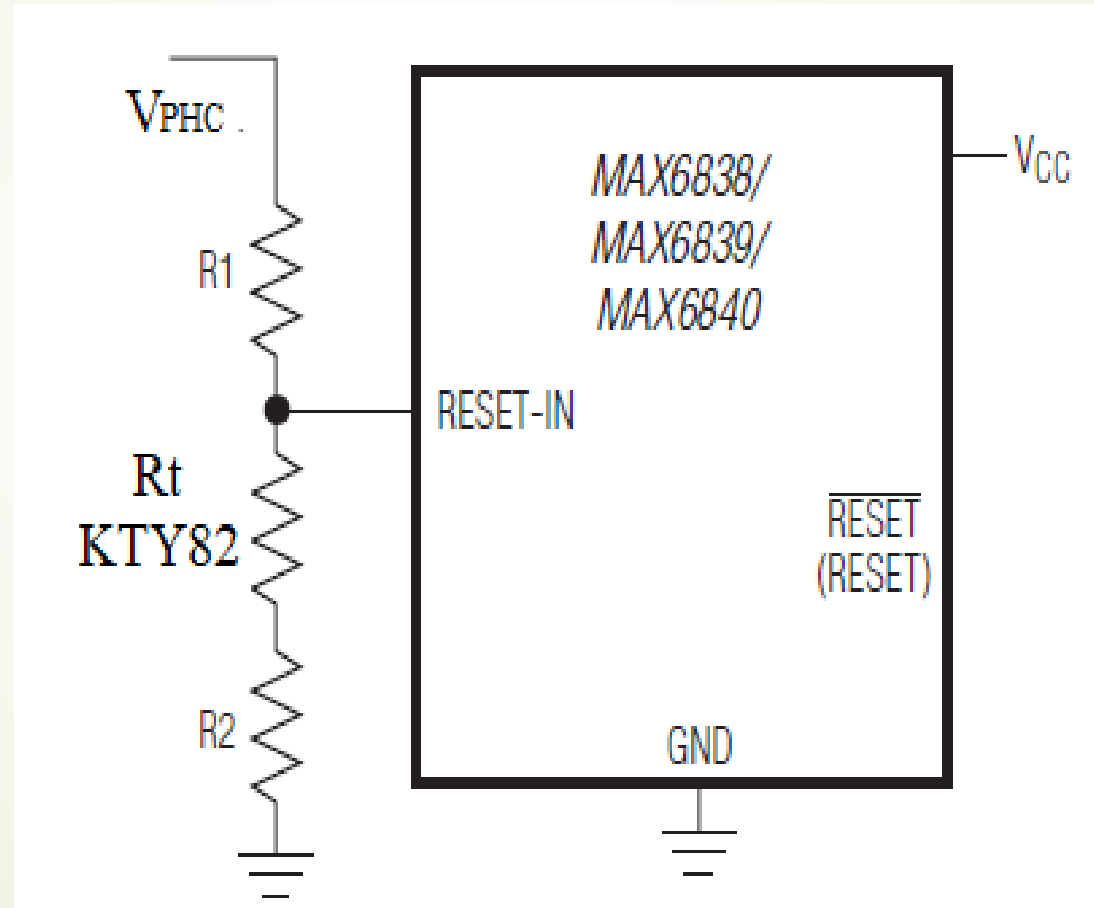 VPHC .
MAX6838/
MAX6839/
MAX6840
VCC
R1
RESET-IN
Rt
KTY82
RESET
(RESET)
R2
GND